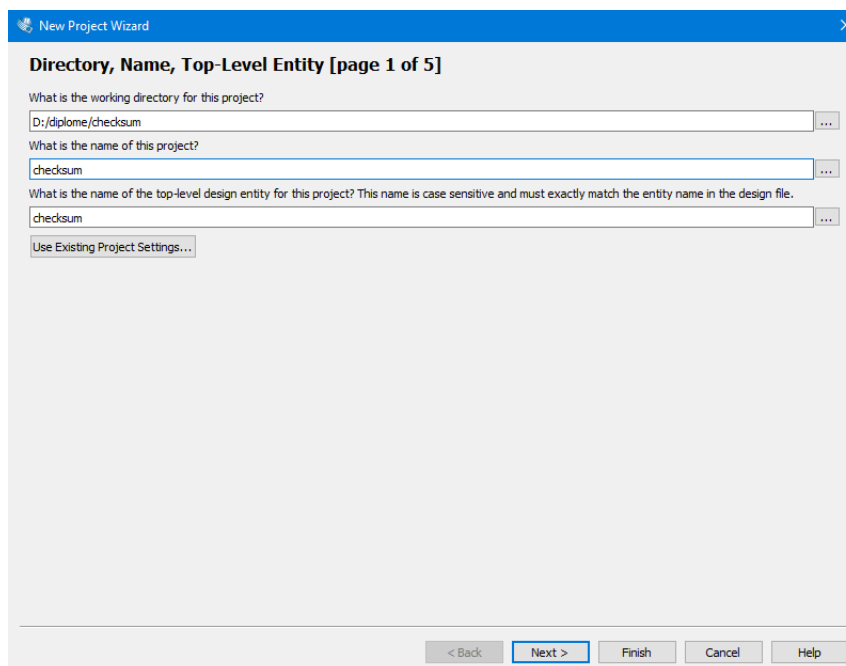 New Project Wizard
Directory, Name, Top-Level Entity [page 1 of 5]
What is the working directory for this project?
D:/diplome/checksum
...
What is the name of this project?
checksum
...
What is the name of the top-level design entity for this project? This name is case sensitive and must exactly match the entity name in the design file.
checksum
...
Use Existing Project Settings...
< Back Next > Finish Cancel Help